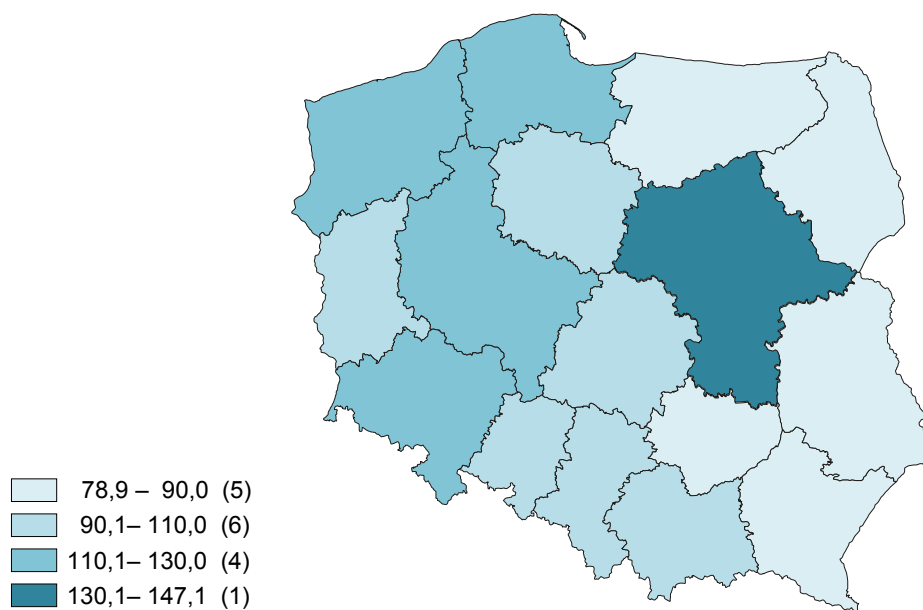 78,9 – 90,0 (5)
90,1– 110,0 (6)
110,1– 130,0 (4)
130,1– 147,1 (1)